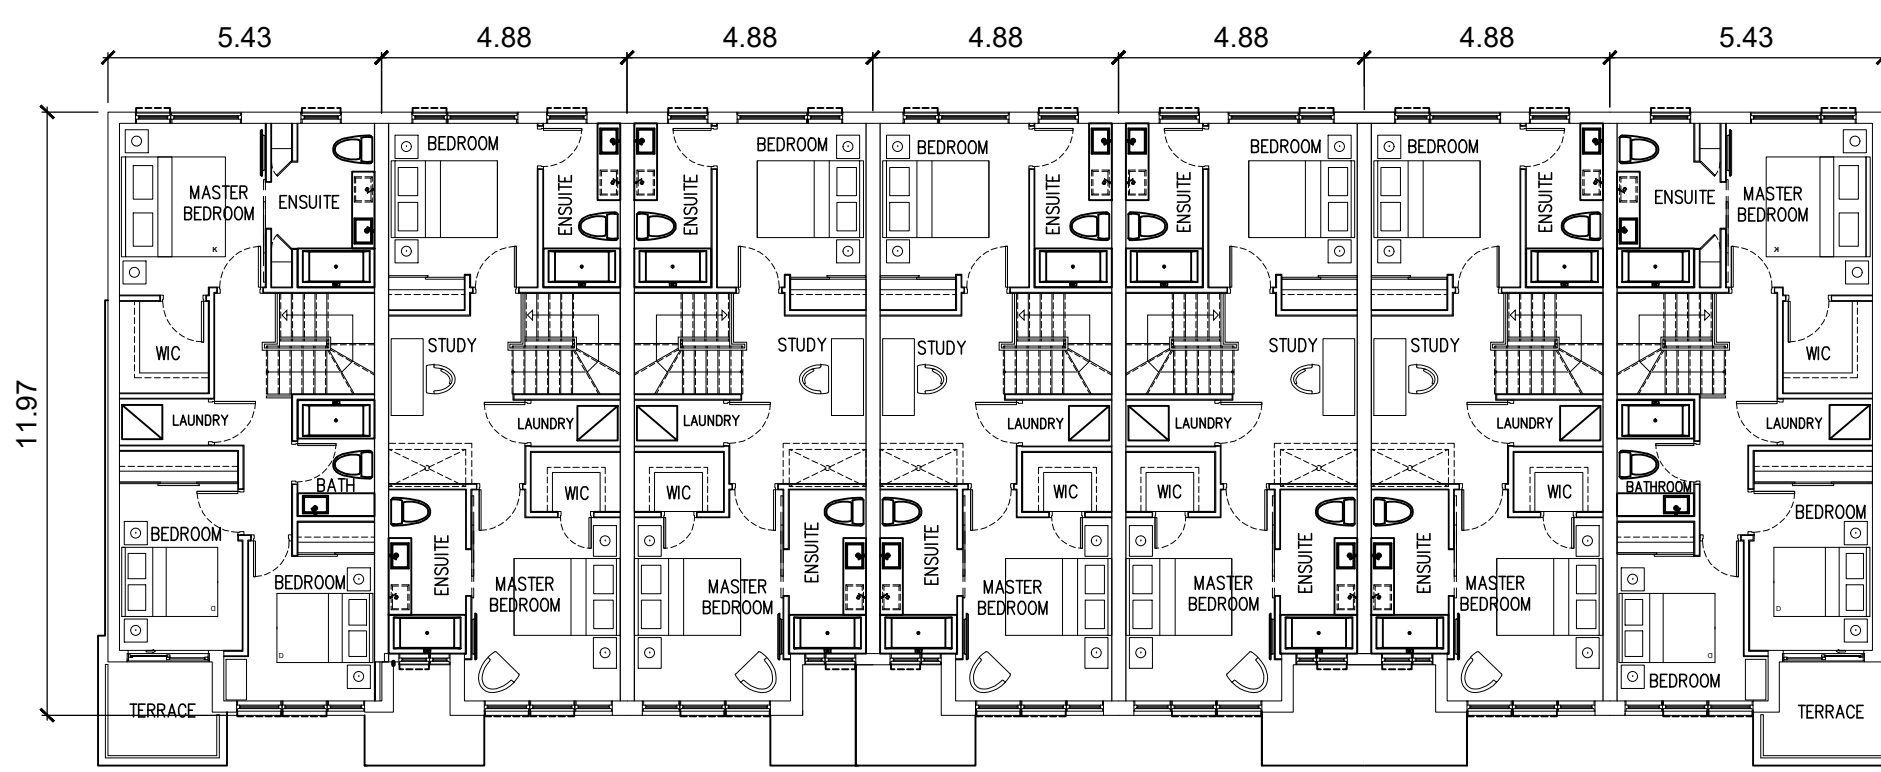 5.43 4.88 4.88 4.88 4.88 4.88 5.43
11.97
BEDROOM BEDROOM BEDROOM BEDROOM BEDROOM
MASTER
BEDROOM
ENSUITE
ENSUITE
ENSUITE
ENSUITE
ENSUITE
ENSUITE
ENSUITE
MASTER
BEDROOM
K
K
WIC STUDY STUDY STUDY STUDY STUDY WIC
LAUNDRY LAUNDRY LAUNDRY LAUNDRY LAUNDRY LAUNDRY LAUNDRY
BATH WIC WIC WIC WIC WIC BATHROOM
BEDROOM
BEDROOM
ENSUITE
ENSUITE
ENSUITE
ENSUITE
ENSUITE
BEDROOM
MASTER
BEDROOM
MASTER
BEDROOM
MASTER
BEDROOM
MASTER
BEDROOM
MASTER
BEDROOM
D
D
D
D
BEDROOM
TERRACE TERRACE